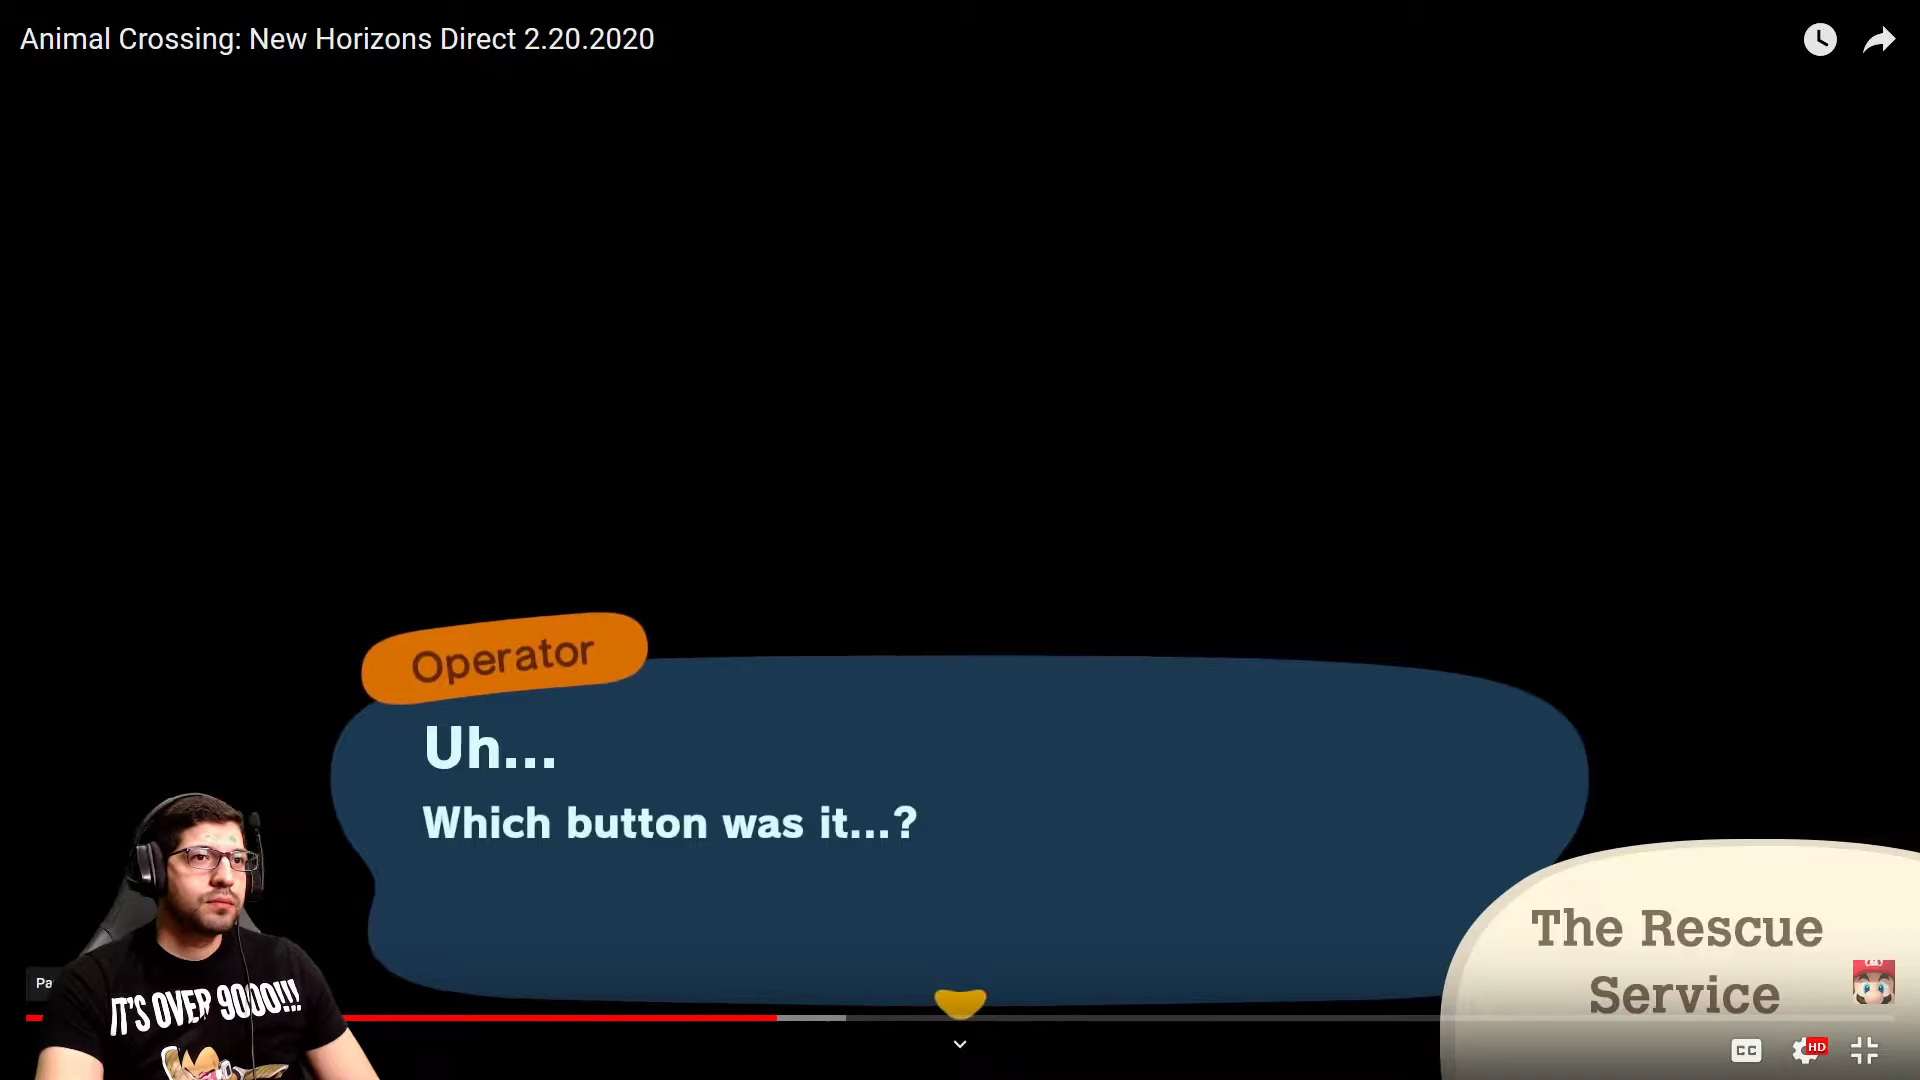 Animal Crossing: New Horizons Direct 2.20.2020
Operator
Uh...
Which button was it...?
The Rescue
Service
Pa
IT'S OVER 9000!!!
CC
HD